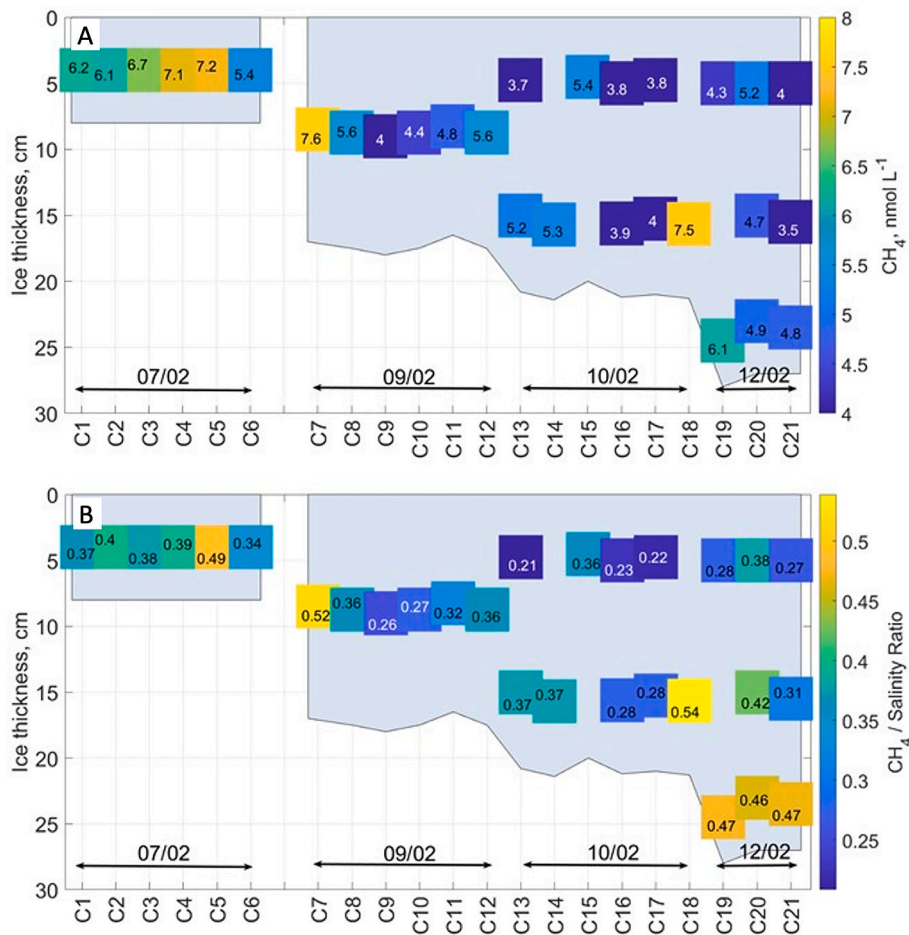 A
0
5
10
15
20
25
30
Ice thickness, cm
6.2 6.1 6.7 7.1 7.2 5.4
7.6 5.6 4 4.4 4.8 5.6
3.7 5.4 3.8 3.8 4.3 5.2 4
5.2 5.3 3.9 4 7.5 4.7 3.5
6.1 4.9 4.8
07/02 09/02 10/02 12/02
C1 C2 C3 C4 C5 C6 C7 C8 C9 C10 C11 C12 C13 C14 C15 C16 C17 C18 C19 C20 C21
8
7.5
7
6.5
6
5.5
5
4.5
4
CH4, nmol L-1
B
0
5
10
15
20
25
30
Ice thickness, cm
0.37 0.4 0.38 0.39 0.49 0.34
0.52 0.36 0.26 0.27 0.32 0.36
0.21 0.36 0.23 0.22 0.28 0.38 0.27
0.37 0.37 0.28 0.28 0.54 0.42 0.31
0.47 0.46 0.47
07/02 09/02 10/02 12/02
C1 C2 C3 C4 C5 C6 C7 C8 C9 C10 C11 C12 C13 C14 C15 C16 C17 C18 C19 C20 C21
0.5
0.45
0.4
0.35
0.3
0.25
CH4 / Salinity Ratio